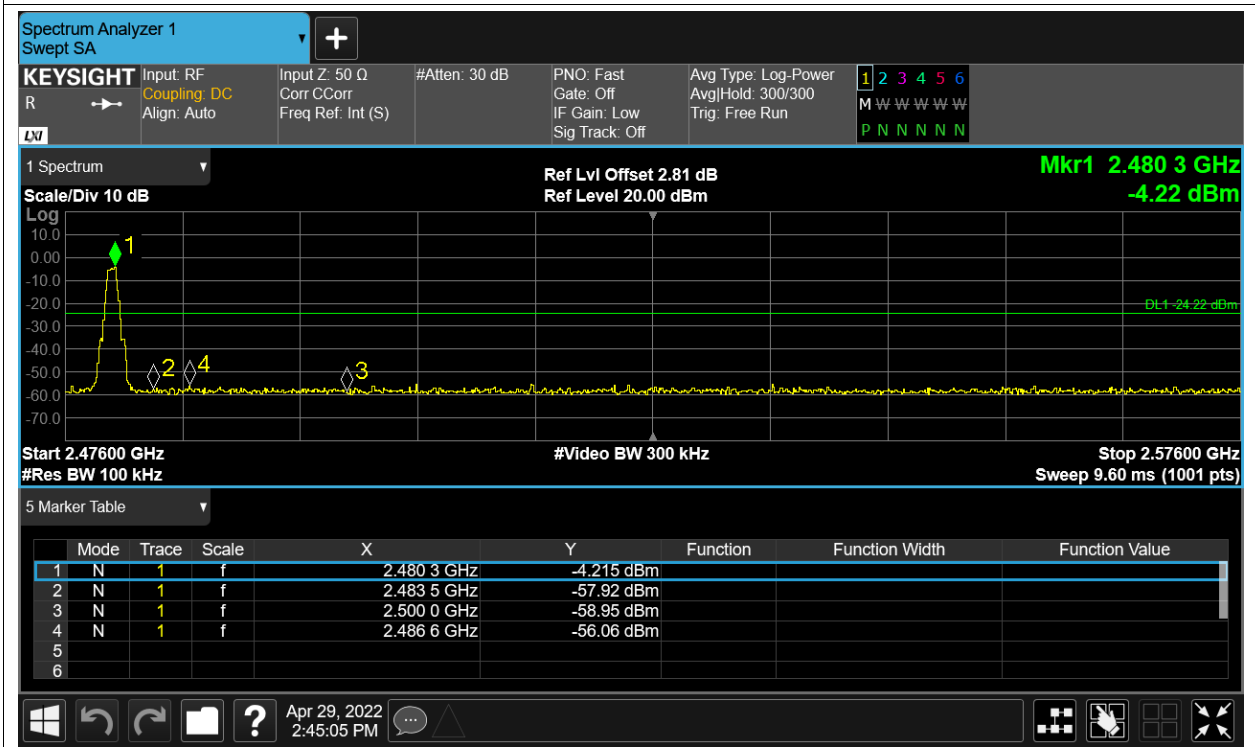 Spectrum Analyzer 1
Swept SA
KEYSIGHT
R
LXI
Input: RF
Coupling: DC
Align: Auto
Input Z: 50 Ω
Corr CCorr
Freq Ref: Int (S)
#Atten: 30 dB
PNO: Fast
Gate: Off
IF Gain: Low
Sig Track: Off
Avg Type: Log-Power
Avg|Hold: 300/300
Trig: Free Run
1 2 3 4 5 6
M W W W W W
P N N N N N
1 Spectrum
Scale/Div 10 dB
Ref Lvl Offset 2.81 dB
Ref Level 20.00 dBm
Mkr1 2.480 3 GHz
-4.22 dBm
Log
10.0
0.00
-10.0
-20.0
-30.0
-40.0
-50.0
-60.0
-70.0
1
2
4
3
DL1 -24.22 dBm
Start 2.47600 GHz
#Video BW 300 kHz
Stop 2.57600 GHz
#Res BW 100 kHz
Sweep 9.60 ms (1001 pts)
5 Marker Table
Mode Trace Scale X Y Function Function Width Function Value
1 N 1 f 2.480 3 GHz -4.215 dBm
2 N 1 f 2.483 5 GHz -57.92 dBm
3 N 1 f 2.500 0 GHz -58.95 dBm
4 N 1 f 2.486 6 GHz -56.06 dBm
5
6
?
Apr 29, 2022
2:45:05 PM